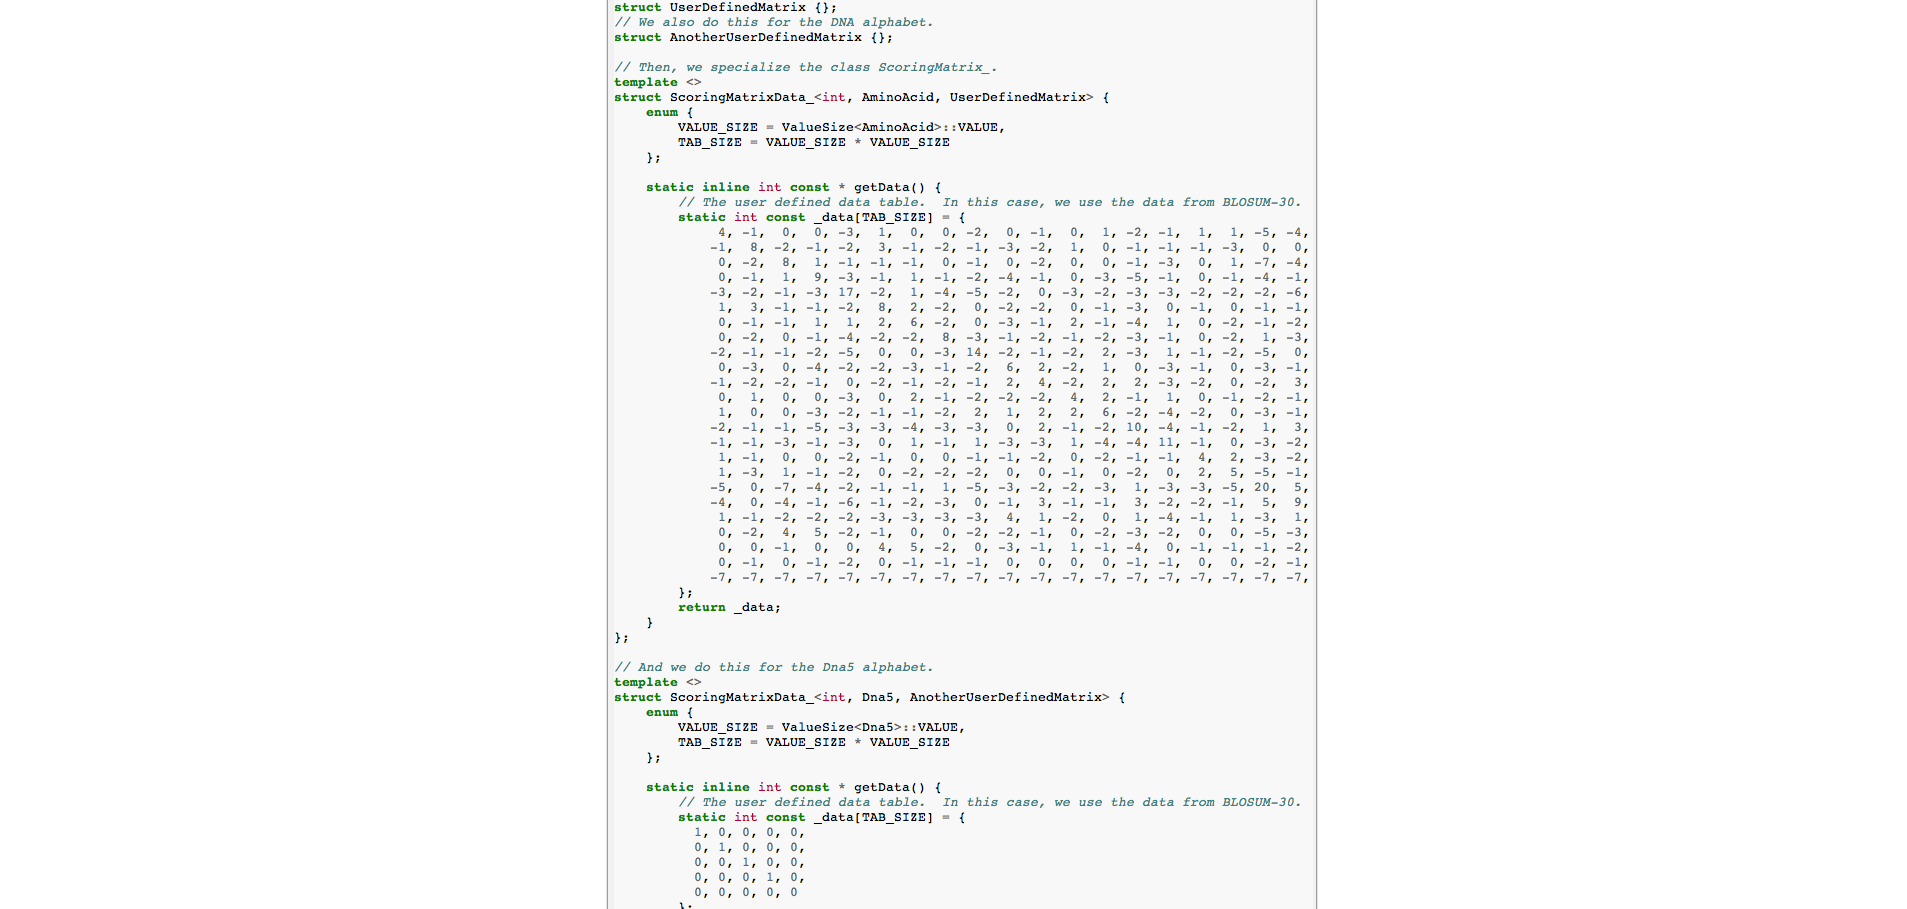 struct UserDefinedMatrix {};
// We also do this for the DNA alphabet.
struct AnotherUserDefinedMatrix {};

// Then, we specialize the class ScoringMatrix_.
template <>
struct ScoringMatrixData_<int, AminoAcid, UserDefinedMatrix> {
    enum {
        VALUE_SIZE = ValueSize<AminoAcid>::VALUE,
        TAB_SIZE = VALUE_SIZE * VALUE_SIZE
    };

    static inline int const * getData() {
        // The user defined data table.  In this case, we use the data from BLOSUM-30.
        static int const _data[TAB_SIZE] = {
             4, -1,  0,  0, -3,  1,  0,  0, -2,  0, -1,  0,  1, -2, -1,  1,  1, -5, -4,
            -1,  8, -2, -1, -2,  3, -1, -2, -1, -3, -2,  1,  0, -1, -1, -1, -3,  0,  0,
             0, -2,  8,  1, -1, -1, -1,  0, -1,  0, -2,  0,  0, -1, -3,  0,  1, -7, -4,
             0, -1,  1,  9, -3, -1,  1, -1, -2, -4, -1,  0, -3, -5, -1,  0, -1, -4, -1,
            -3, -2, -1, -3, 17, -2,  1, -4, -5, -2,  0, -3, -2, -3, -3, -2, -2, -2, -6,
             1,  3, -1, -1, -2,  8,  2, -2,  0, -2, -2,  0, -1, -3,  0, -1,  0, -1, -1,
             0, -1, -1,  1,  1,  2,  6, -2,  0, -3, -1,  2, -1, -4,  1,  0, -2, -1, -2,
             0, -2,  0, -1, -4, -2, -2,  8, -3, -1, -2, -1, -2, -3, -1,  0, -2,  1, -3,
            -2, -1, -1, -2, -5,  0,  0, -3, 14, -2, -1, -2,  2, -3,  1, -1, -2, -5,  0,
             0, -3,  0, -4, -2, -2, -3, -1, -2,  6,  2, -2,  1,  0, -3, -1,  0, -3, -1,
            -1, -2, -2, -1,  0, -2, -1, -2, -1,  2,  4, -2,  2,  2, -3, -2,  0, -2,  3,
             0,  1,  0,  0, -3,  0,  2, -1, -2, -2, -2,  4,  2, -1,  1,  0, -1, -2, -1,
             1,  0,  0, -3, -2, -1, -1, -2,  2,  1,  2,  2,  6, -2, -4, -2,  0, -3, -1,
            -2, -1, -1, -5, -3, -3, -4, -3, -3,  0,  2, -1, -2, 10, -4, -1, -2,  1,  3,
            -1, -1, -3, -1, -3,  0,  1, -1,  1, -3, -3,  1, -4, -4, 11, -1,  0, -3, -2,
             1, -1,  0,  0, -2, -1,  0,  0, -1, -1, -2,  0, -2, -1, -1,  4,  2, -3, -2,
             1, -3,  1, -1, -2,  0, -2, -2, -2,  0,  0, -1,  0, -2,  0,  2,  5, -5, -1,
            -5,  0, -7, -4, -2, -1, -1,  1, -5, -3, -2, -2, -3,  1, -3, -3, -5, 20,  5,
            -4,  0, -4, -1, -6, -1, -2, -3,  0, -1,  3, -1, -1,  3, -2, -2, -1,  5,  9,
             1, -1, -2, -2, -2, -3, -3, -3, -3,  4,  1, -2,  0,  1, -4, -1,  1, -3,  1,
             0, -2,  4,  5, -2, -1,  0,  0, -2, -2, -1,  0, -2, -3, -2,  0,  0, -5, -3,
             0,  0, -1,  0,  0,  4,  5, -2,  0, -3, -1,  1, -1, -4,  0, -1, -1, -1, -2,
             0, -1,  0, -1, -2,  0, -1, -1, -1,  0,  0,  0,  0, -1, -1,  0,  0, -2, -1,
            -7, -7, -7, -7, -7, -7, -7, -7, -7, -7, -7, -7, -7, -7, -7, -7, -7, -7, -7,
        };
        return _data;
    }
};

// And we do this for the Dna5 alphabet.
template <>
struct ScoringMatrixData_<int, Dna5, AnotherUserDefinedMatrix> {
    enum {
        VALUE_SIZE = ValueSize<Dna5>::VALUE,
        TAB_SIZE = VALUE_SIZE * VALUE_SIZE
    };

    static inline int const * getData() {
        // The user defined data table.  In this case, we use the data from BLOSUM-30.
        static int const _data[TAB_SIZE] = {
          1, 0, 0, 0, 0,
          0, 1, 0, 0, 0,
          0, 0, 1, 0, 0,
          0, 0, 0, 1, 0,
          0, 0, 0, 0, 0
        };